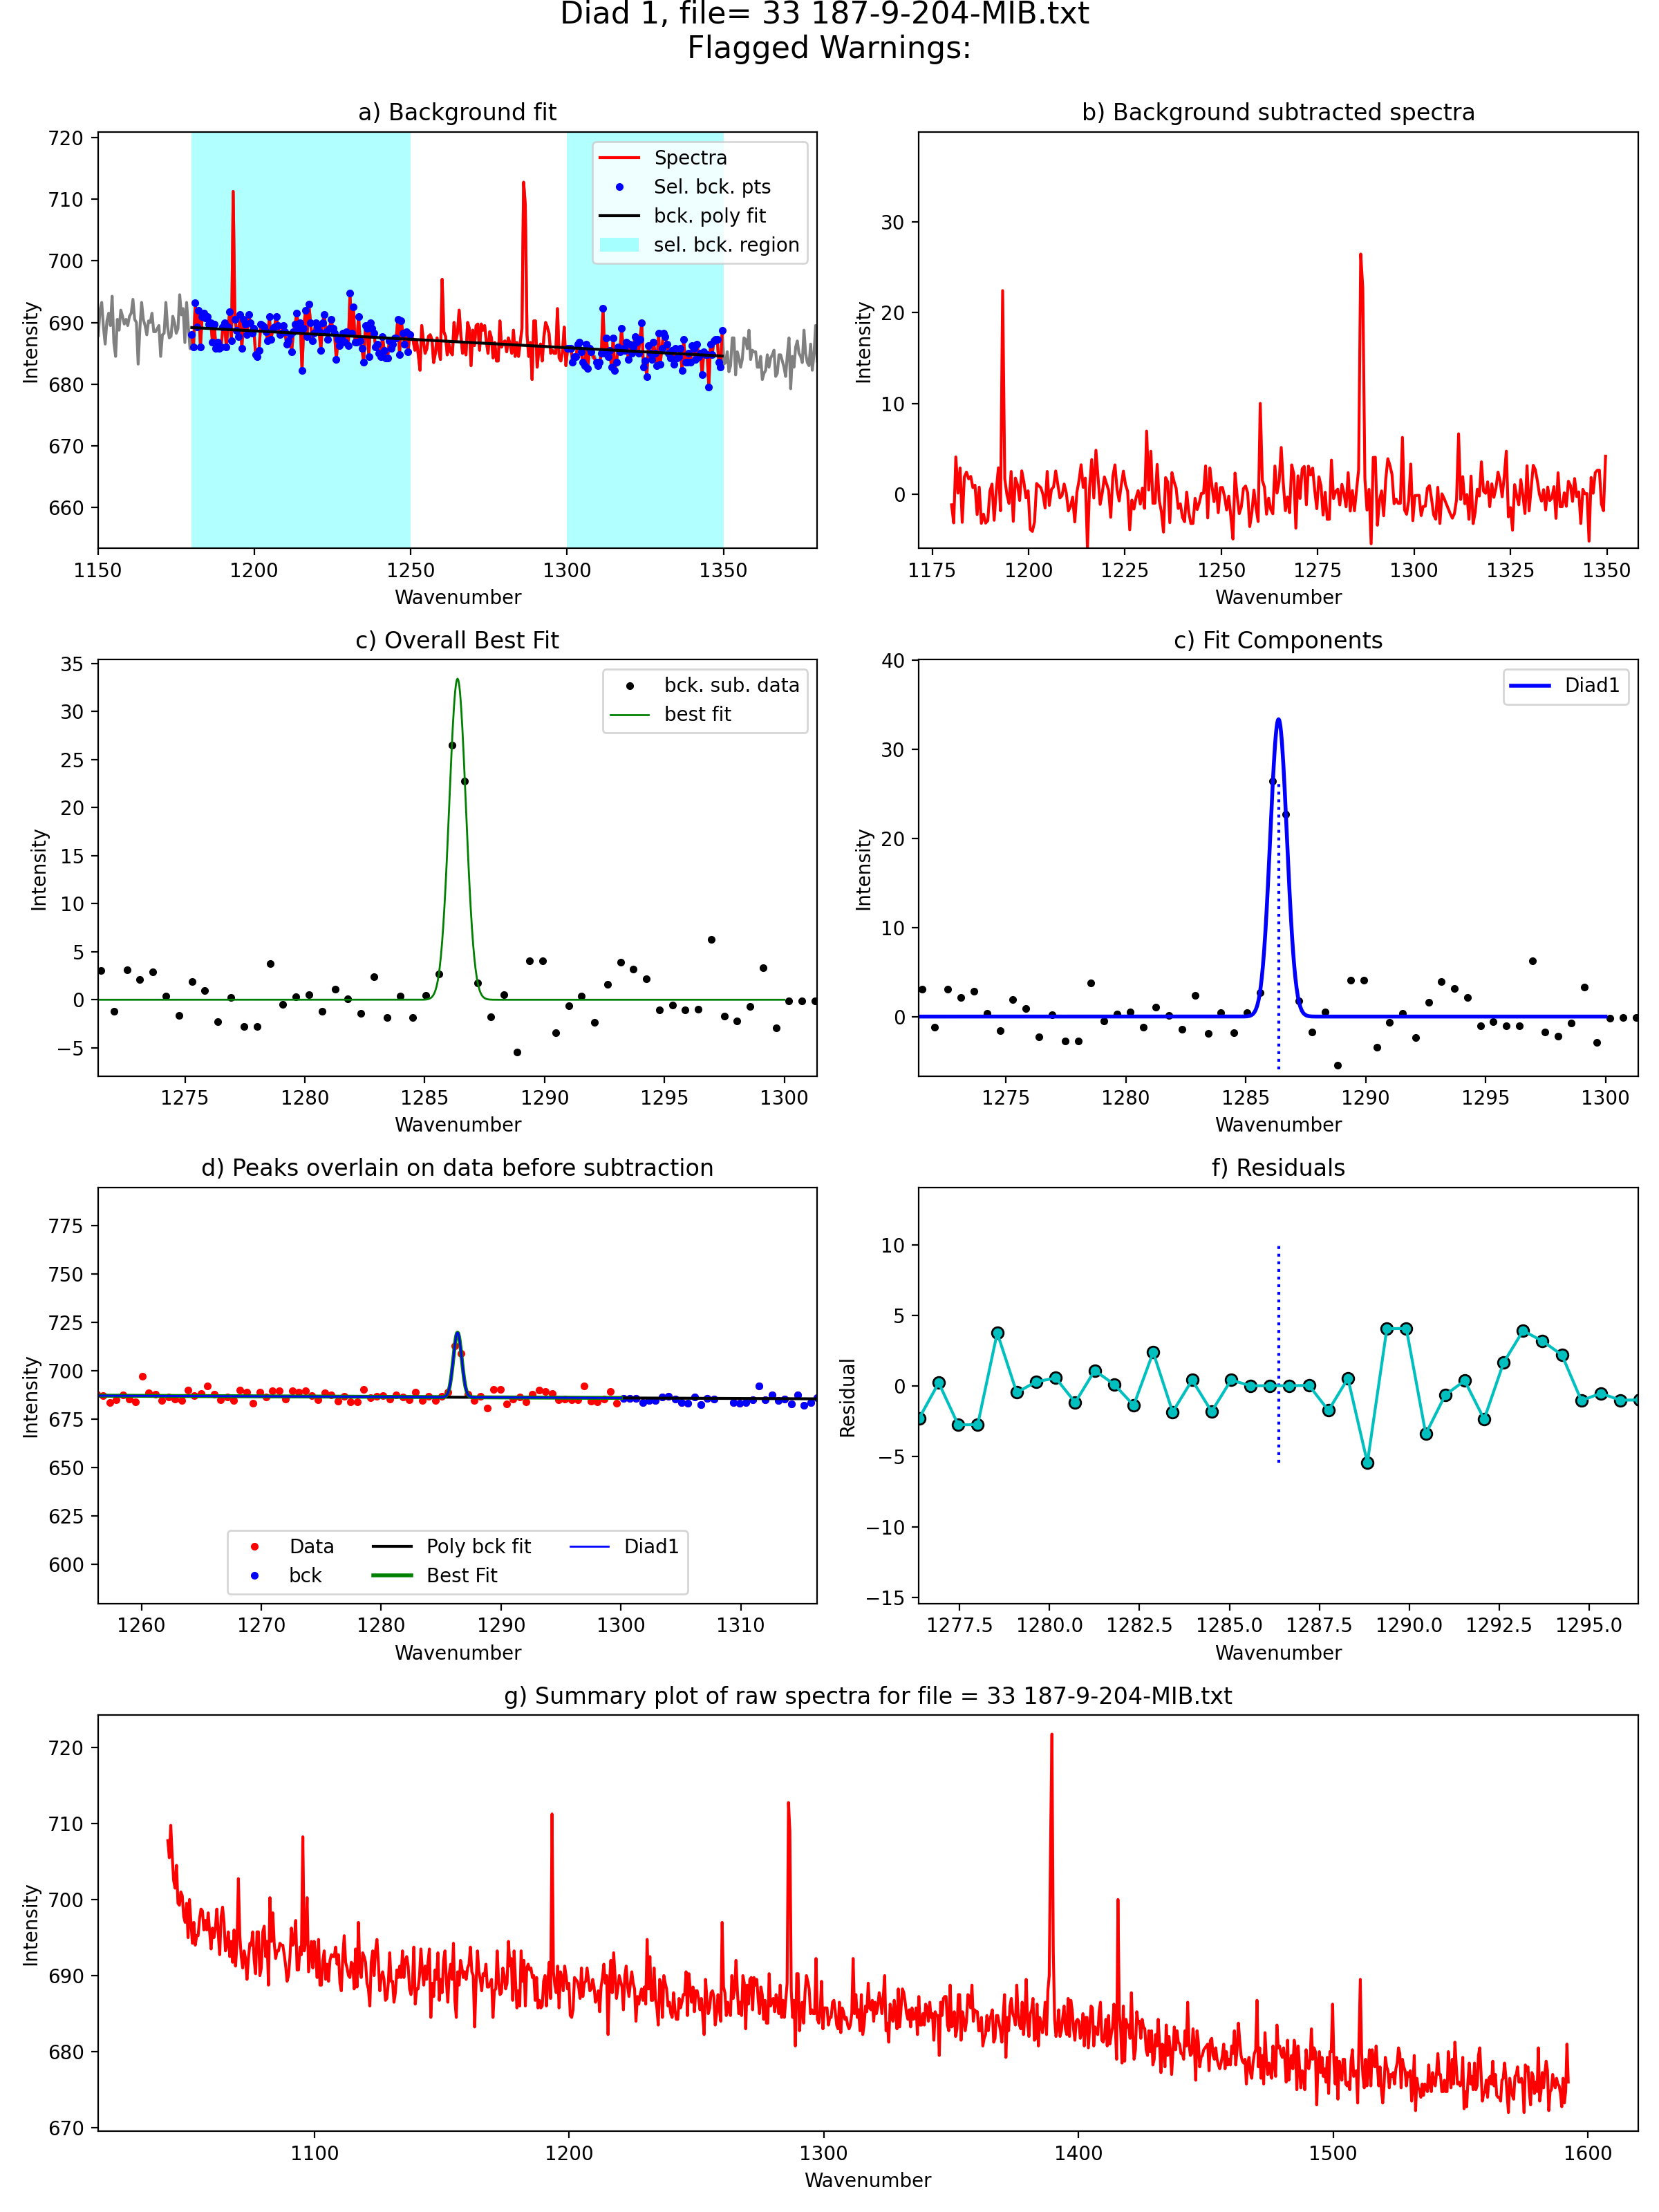 Diad 1, file= 33 187-9-204-MIB.txt
Flagged Warnings:
a) Background fit
720
710
700
690
680
670
660
Intensity
Spectra
Sel. bck. pts
bck. poly fit
sel. bck. region
1150 1200 1250 1300 1350
Wavenumber
b) Background subtracted spectra
30
20
10
0
Intensity
1175 1200 1225 1250 1275 1300 1325 1350
Wavenumber
c) Overall Best Fit
35
30
25
20
15
10
5
0
−5
Intensity
bck. sub. data
best fit
1275 1280 1285 1290 1295 1300
Wavenumber
c) Fit Components
40
30
20
10
0
Intensity
Diad1
1275 1280 1285 1290 1295 1300
Wavenumber
d) Peaks overlain on data before subtraction
775
750
725
700
675
650
625
600
Intensity
Data Poly bck fit Diad1
bck Best Fit
1260 1270 1280 1290 1300 1310
Wavenumber
f) Residuals
10
5
0
−5
−10
−15
Residual
1277.5 1280.0 1282.5 1285.0 1287.5 1290.0 1292.5 1295.0
Wavenumber
g) Summary plot of raw spectra for file = 33 187-9-204-MIB.txt
720
710
700
690
680
670
Intensity
1100 1200 1300 1400 1500 1600
Wavenumber